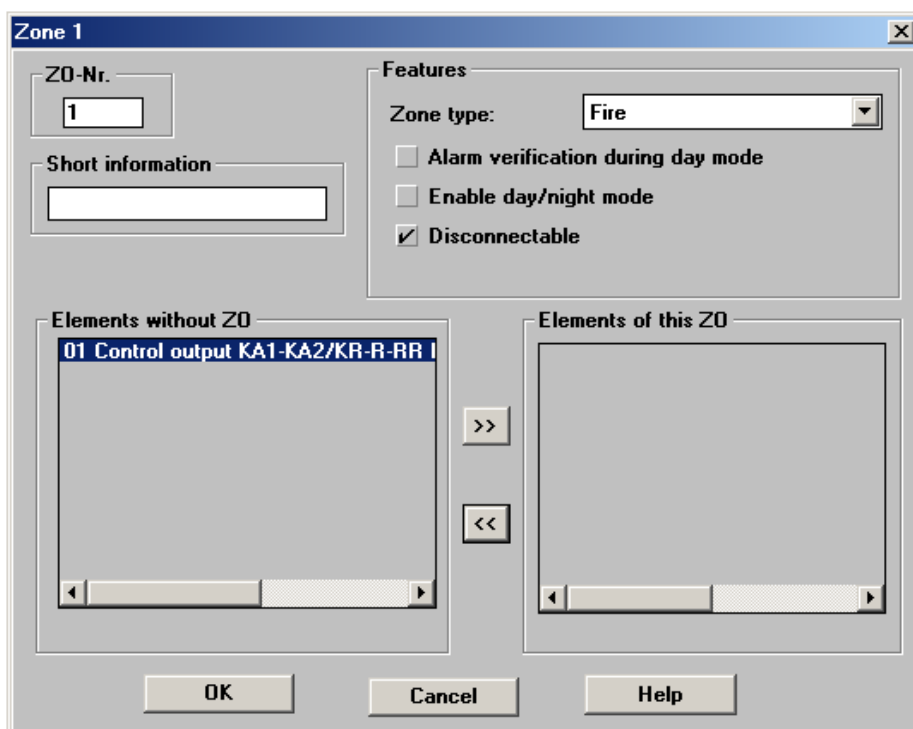 Zone 1
ZO-Nr.
1
Short information
Features
Zone type:
Fire
Alarm verification during day mode
Enable day/night mode
Disconnectable
Elements without ZO
01 Control output KA1-KA2/KR-R-RR
Elements of this ZO
>>
<<
OK
Cancel
Help